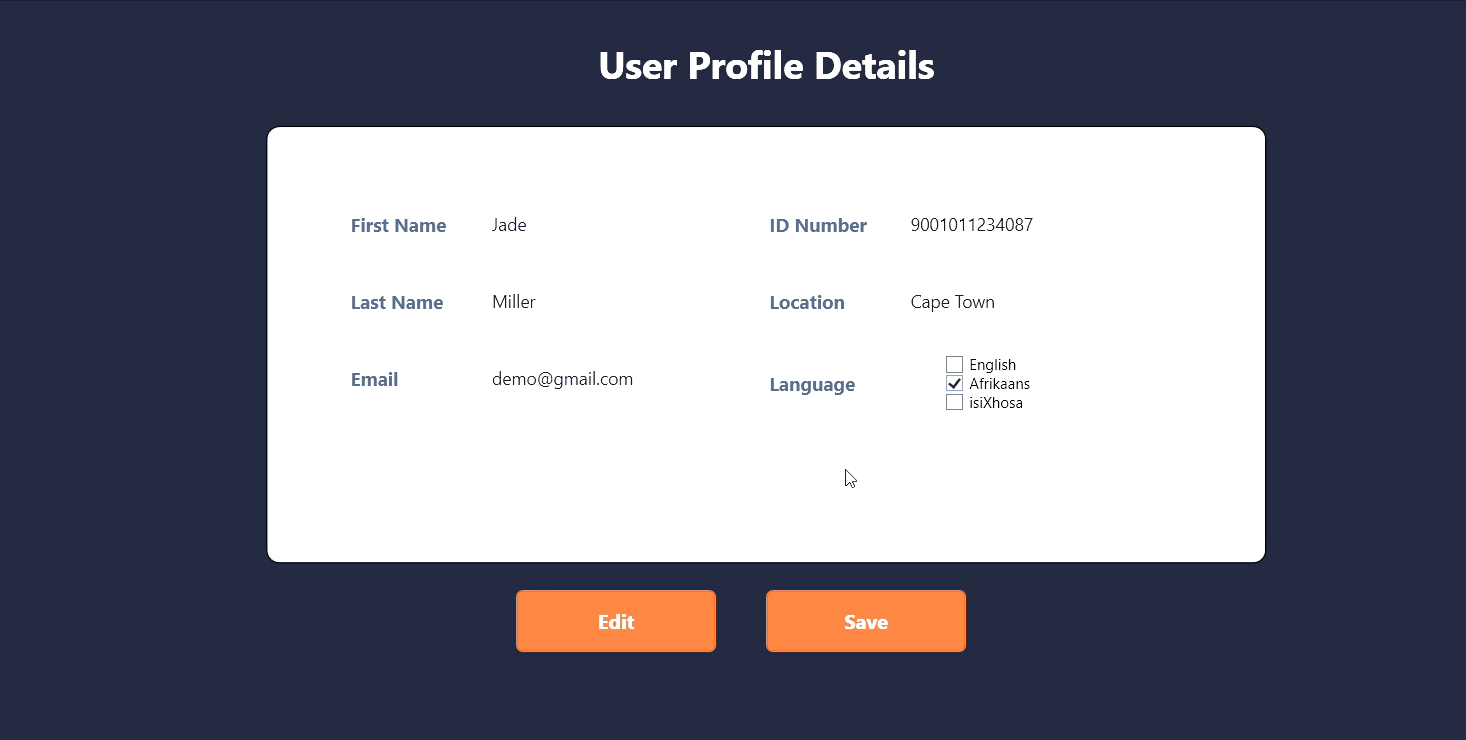 User Profile Details
First Name Jade
ID Number 9001011234087
Last Name Miller
Location Cape Town
Email demo@gmail.com
Language
English
Afrikaans
isiXhosa
Edit
Save